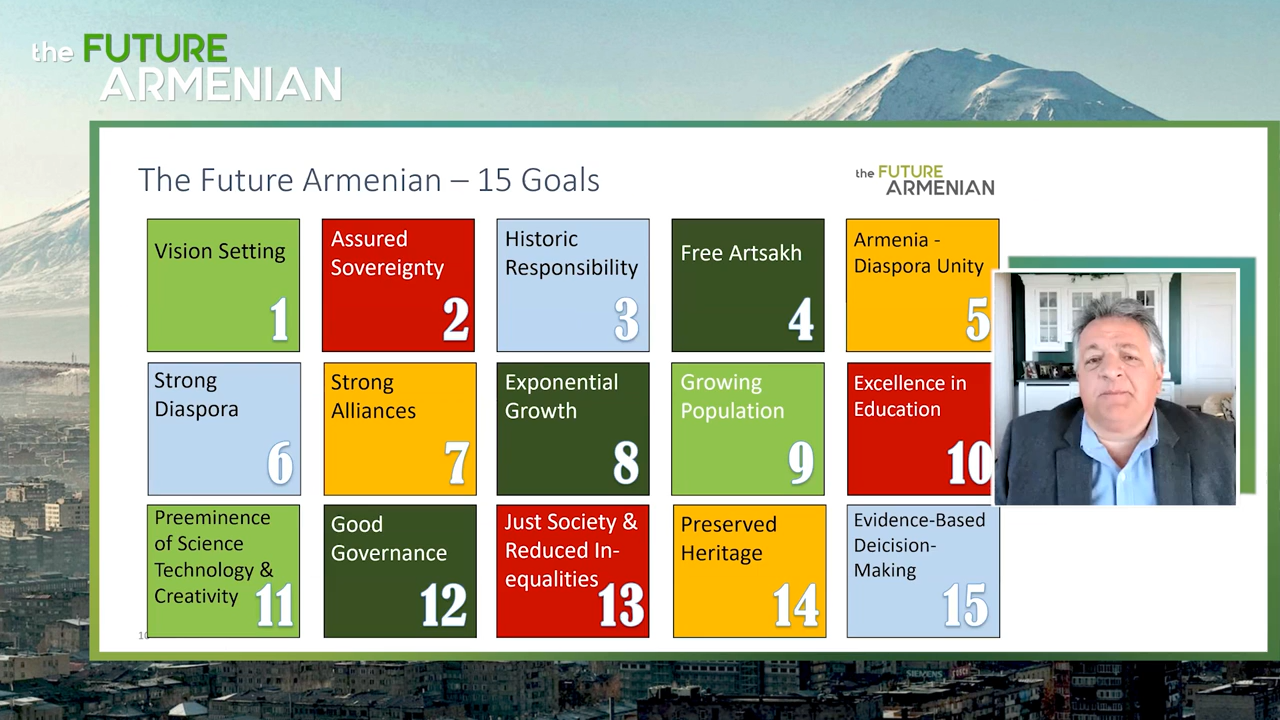 the FUTURE
ARMENIAN
The Future Armenian – 15 Goals
the FUTURE
ARMENIAN
Vision Setting
1
Assured
Sovereignty
2
Historic
Responsibility
3
Free Artsakh
4
Armenia -
Diaspora Unity
5
Strong
Diaspora
6
Strong
Alliances
7
Exponential
Growth
8
Growing
Population
9
Excellence in
Education
10
Preeminence
of Science
Technology &
Creativity
11
Good
Governance
12
Just Society &
Reduced In-
equalities
13
Preserved
Heritage
14
Evidence-Based
Deicision-
Making
15